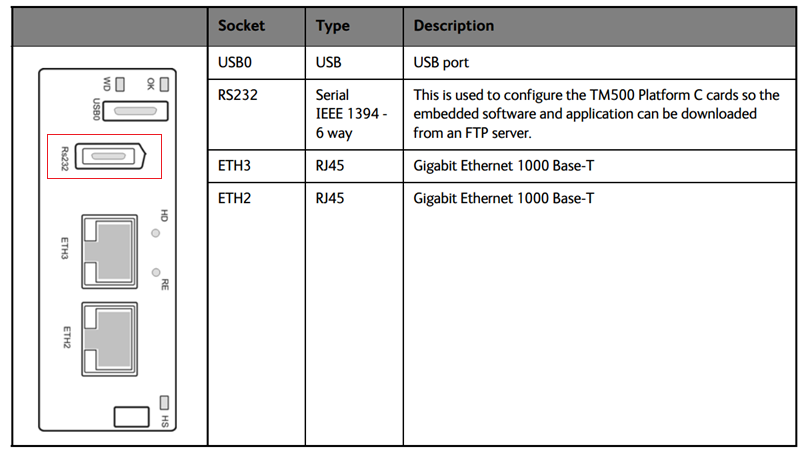 Socket Type Description
USB0 USB USB port
RS232 Serial IEEE 1394 - 6 way This is used to configure the TM500 Platform C cards so the
embedded software and application can be downloaded
from an FTP server.
ETH3 RJ45 Gigabit Ethernet 1000 Base-T
ETH2 RJ45 Gigabit Ethernet 1000 Base-T
WD
OK
USB0
Rs232
HD
ETH3
RE
ETH2
HS